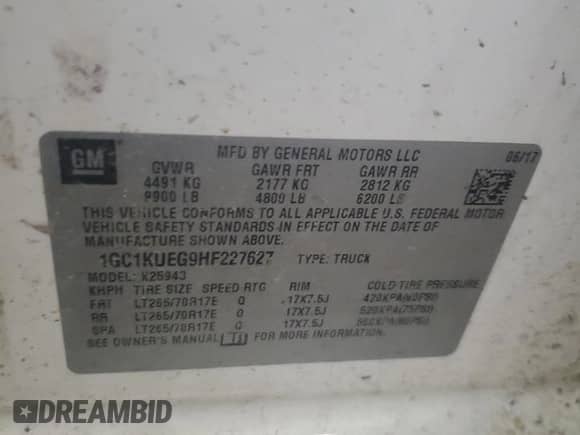 GM
MFD BY GENERAL MOTORS LLC 06/17
GVWR GAWR FRT GAWR RR
4491 KG 2177 KG 2812 KG
9900 LB 4800 LB 6200 LB
THIS VEHICLE CONFORMS TO ALL APPLICABLE U.S. FEDERAL MOTOR
VEHICLE SAFETY STANDARDS IN EFFECT ON THE DATE OF
MANUFACTURE SHOWN ABOVE.
1GC1KUEG9HF227627 TYPE: TRUCK
MODEL: K25943
KPH TIRE SIZE SPEED RTG RIM COLD TIRE PRESSURE
FRT LT265/70R17E Q 17X7.5J
RR LT265/70R17E Q 17X7.5J 520KPA(75PSI)
SPA LT265/70R17E Q 17X7.5J
SEE OWNER'S MANUAL FOR MORE INFORMATION.
DREAMBID